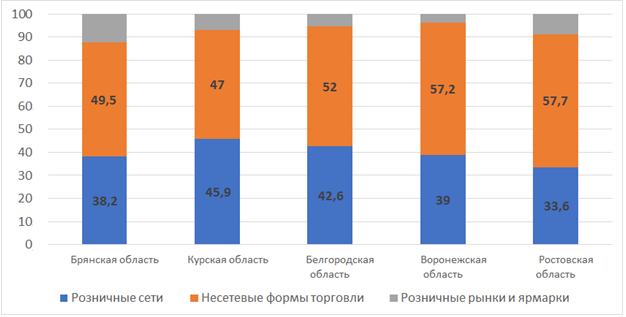 100
90
80
70
60
50
40
30
20
10
0
49,5
47
52
57,2
57,7
38,2
45,9
42,6
39
33,6
Брянская область
Курская область
Белгородская
область
Воронежская
область
Ростовская
область
Розничные сети
Несетевые формы торговли
Розничные рынки и ярмарки